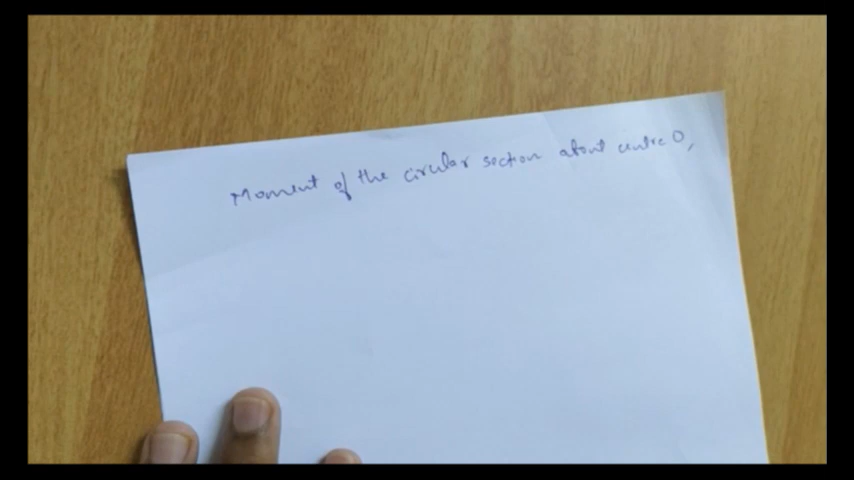 Moment of the circular section about centre O,